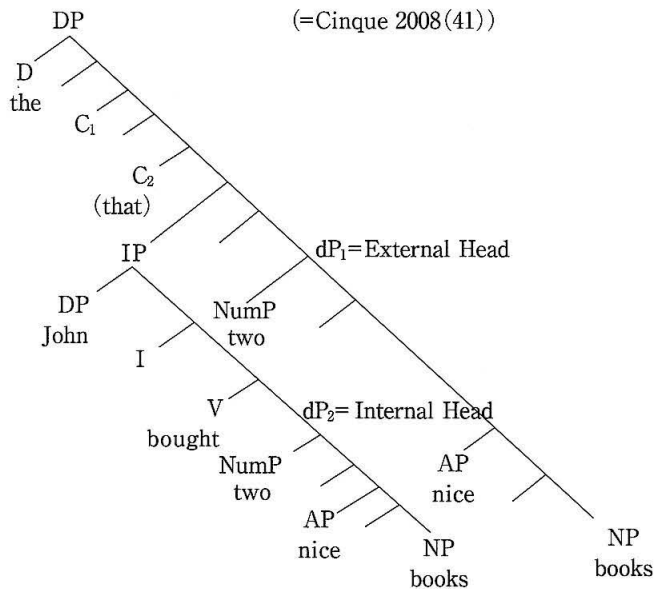 DP (=Cinque 2008(41))
D
the
C₁
C₂
(that)
IP dP₁=External Head
DP NumP
John two
I
V dP₂= Internal Head
bought
NumP AP
two nice
AP
nice NP NP
books books